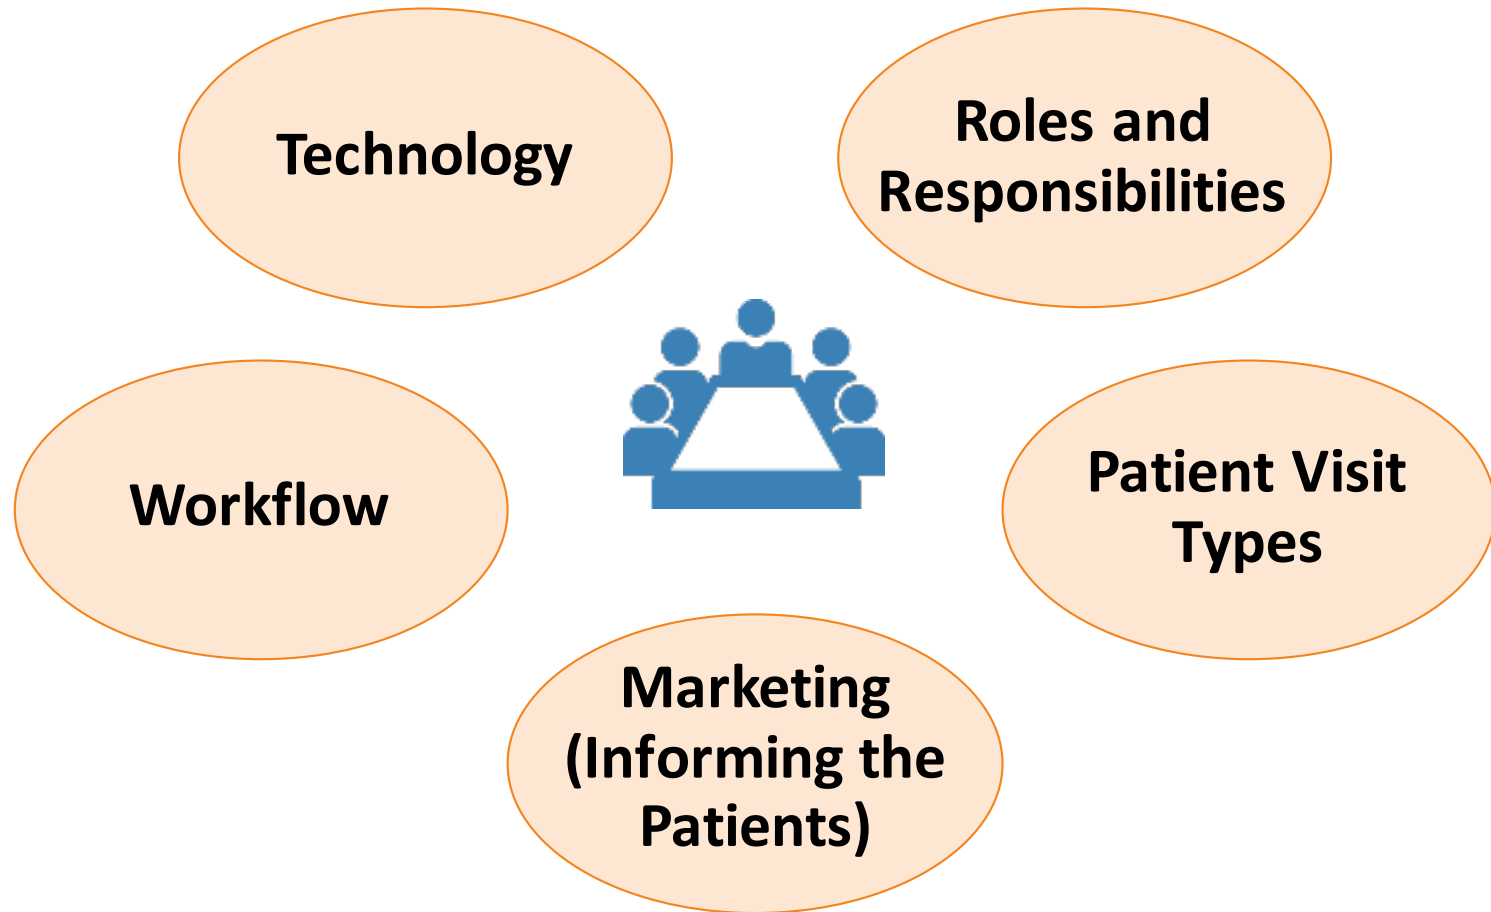 Technology
Roles and
Responsibilities
Workflow
Patient Visit
Types
Marketing
(Informing the
Patients)